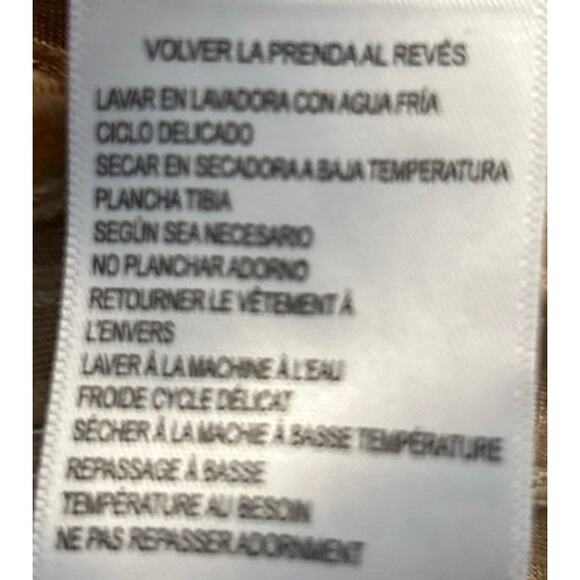 VOLVER LA PRENDA AL REVÉS
LAVAR EN LAVADORA CON AGUA FRÍA
CICLO DELICADO
SECAR EN SECADORA A BAJA TEMPERATURA
PLANCHA TIBIA
SEGÚN SEA NECESARIO
NO PLANCHAR ADORNO
RETOURNER LE VÊTEMENT À
L'ENVERS
LAVER À LA MACHINE À L'EAU
FROIDE CYCLE DÉLICAT
SÉCHER À LA MACHIE À BASSE TEMPÉRATURE
REPASSAGE À BASSE
TEMPÉRATURE AU BESOIN
NE PAS REPASSER ADORNMENT